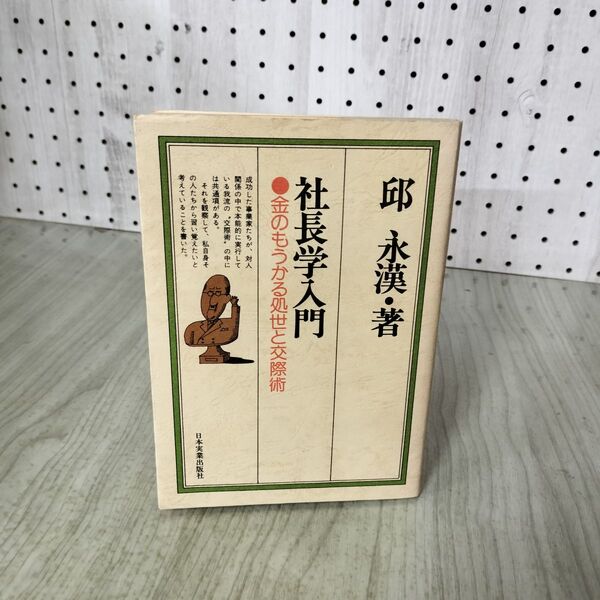 邱 永漢・著
社長学入門
●金のもうかる処世と交際術
成功した事業家たちが、対人
関係の中で本能的に実行して
いる我流の“交際術”の中に
は共通項がある。
それを観察して、私自身そ
の人たちから習い覚えたいと
考えていることを書いた。
日本実業出版社